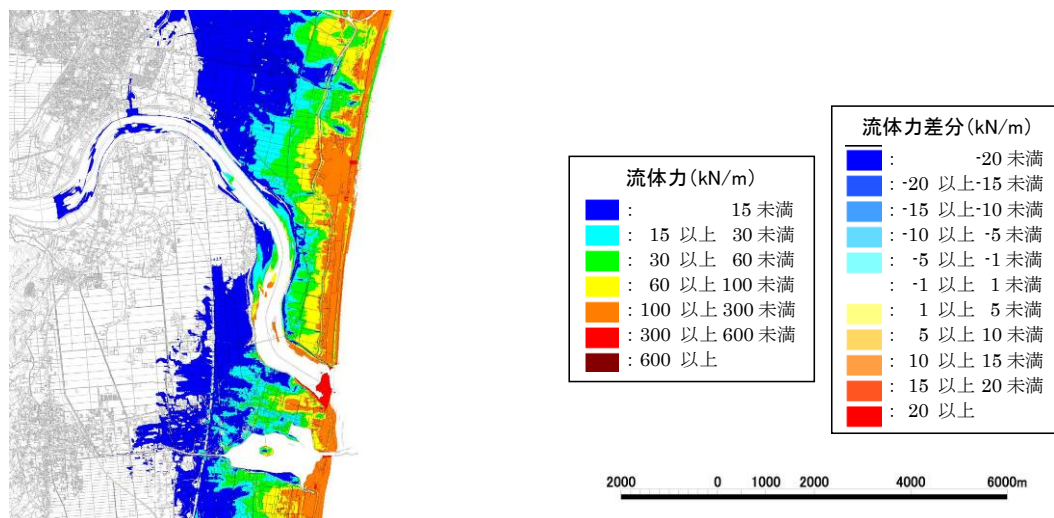 流体力(kN/m)
: 15 未満
: 15 以上 30 未満
: 30 以上 60 未満
: 60 以上 100 未満
: 100 以上 300 未満
: 300 以上 600 未満
: 600 以上
流体力差分(kN/m)
: -20 未満
: -20 以上 -15 未満
: -15 以上 -10 未満
: -10 以上 -5 未満
: -5 以上 -1 未満
-1 以上 1 未満
: 1 以上 5 未満
: 5 以上 10 未満
: 10 以上 15 未満
: 15 以上 20 未満
: 20 以上
2000 0 1000 2000 4000 6000m